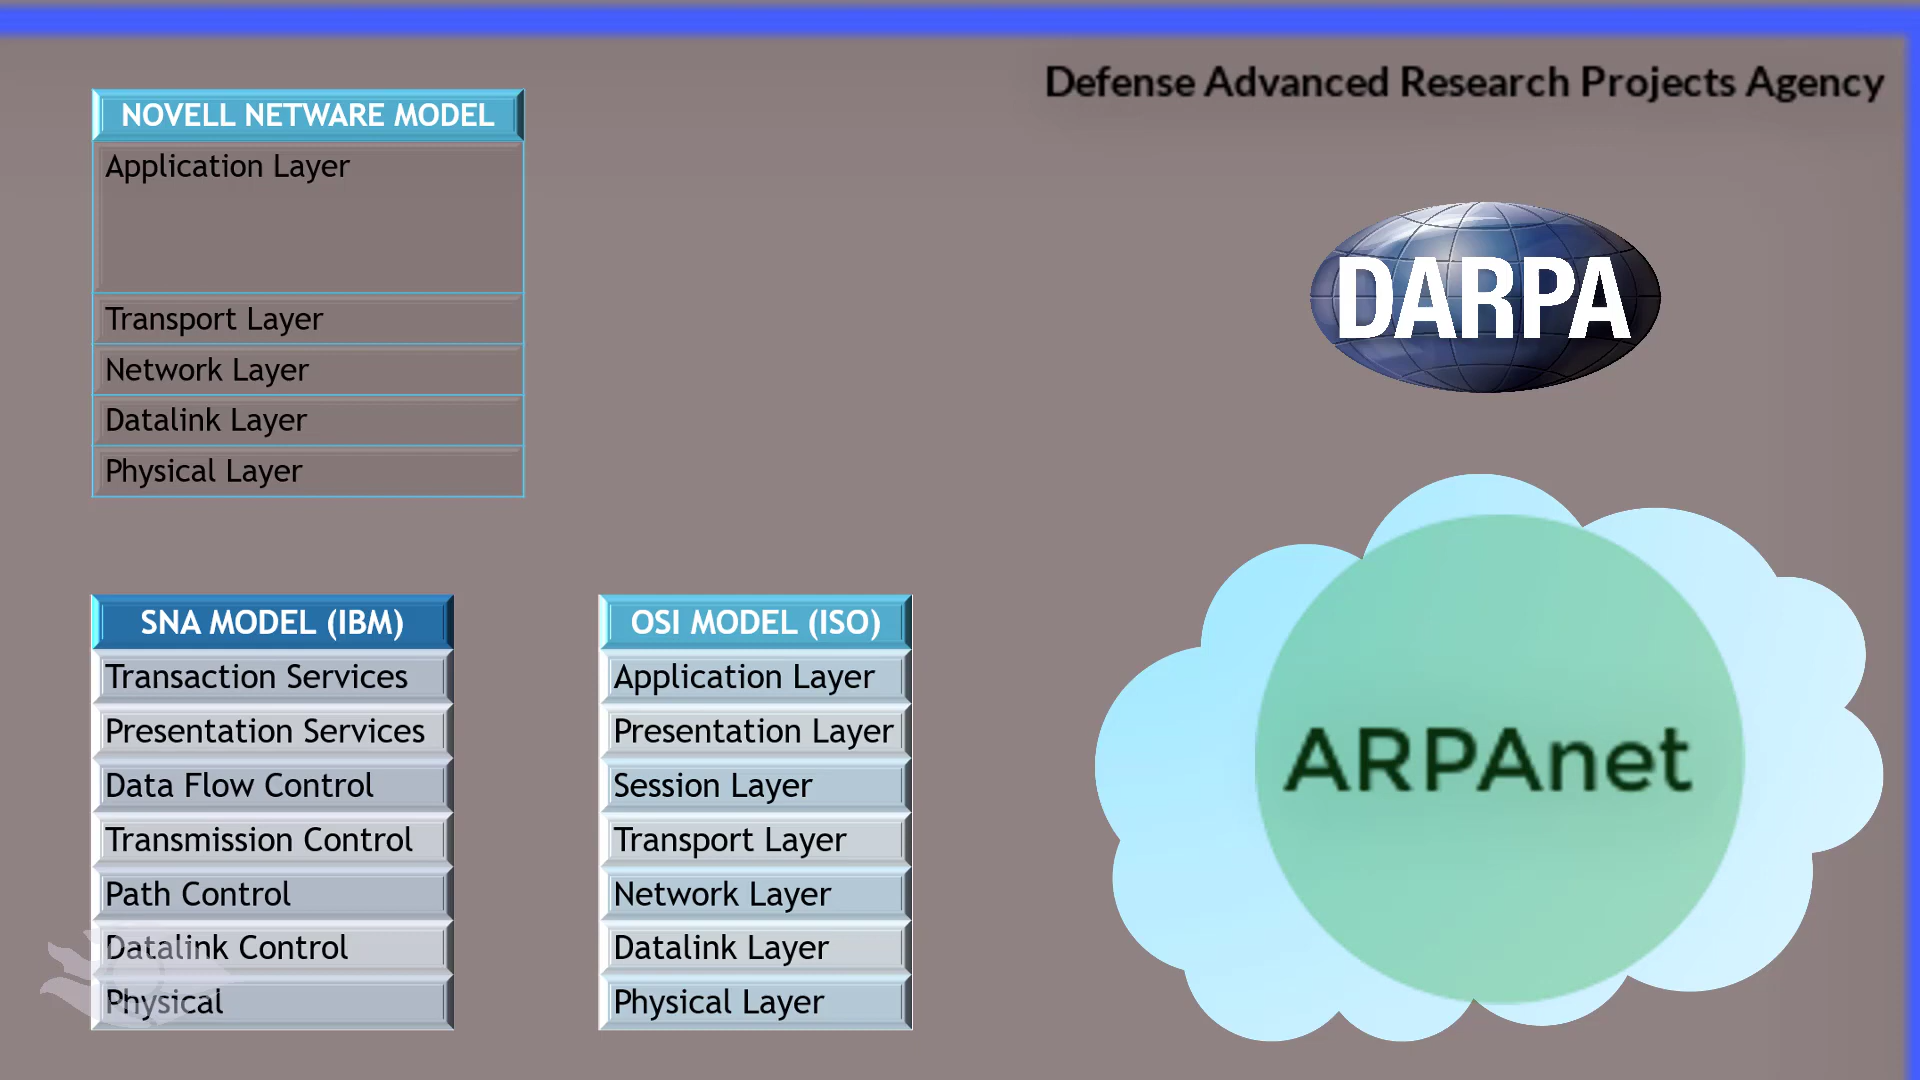 Defense Advanced Research Projects Agency
NOVELL NETWARE MODEL
Application Layer
Transport Layer
Network Layer
Datalink Layer
Physical Layer
DARPA
SNA MODEL (IBM)
Transaction Services
Presentation Services
Data Flow Control
Transmission Control
Path Control
Datalink Control
Physical
OSI MODEL (ISO)
Application Layer
Presentation Layer
Session Layer
Transport Layer
Network Layer
Datalink Layer
Physical Layer
ARPAnet